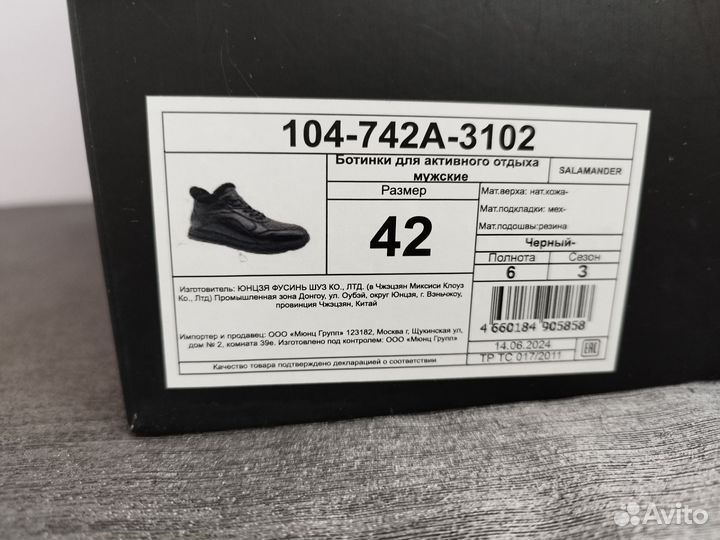 104-742A-3102
Ботинки для активного отдыха
мужские
SALAMANDER
Размер
42
Мат.верха: нат.кожа-
Мат.подкладки: мех-
Мат.подошвы:резина
Черный-
Полнота
Сезон
6
3
4 660184 905858
14.06.2024
ТР ТС 017/2011
EAC
Изготовитель: ЮНЦЗЯ ФУСИНЬ ШУЗ КО., ЛТД. (в Чжэцзян Миксиси Клоуз
Ко., Лтд) Промышленная зона Донгоу, ул. Оубэй, округ Юнцзя, г. Вэньчжоу,
провинция Чжэцзян, Китай
Импортер и продавец: ООО «Мюнц Групп» 123182, Москва г, Щукинская ул,
дом № 2, комната 39е. Изготовлено под контролем: ООО «Мюнц Групп»
Качество товара подтверждено декларацией о соответствии
Avito